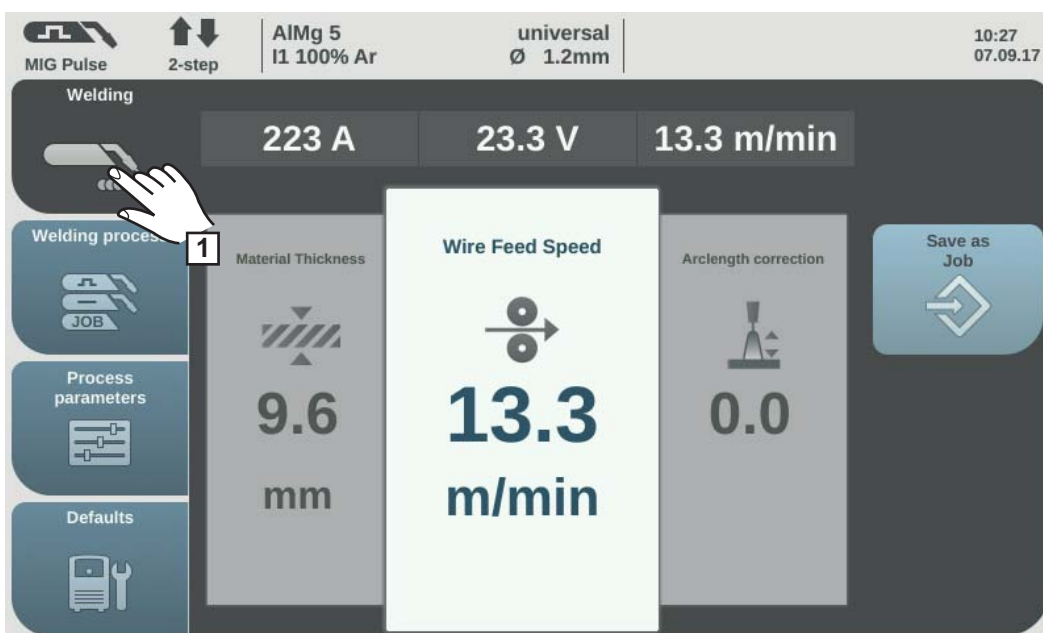 MIG Pulse
2-step
AlMg 5
I1 100% Ar
universal
Ø 1.2mm
10:27
07.09.17
Welding
223 A
23.3 V
13.3 m/min
Welding proces
1
Material Thickness
9.6
mm
Wire Feed Speed
13.3
m/min
Arclength correction
0.0
Save as
Job
JOB
Process
parameters
Defaults